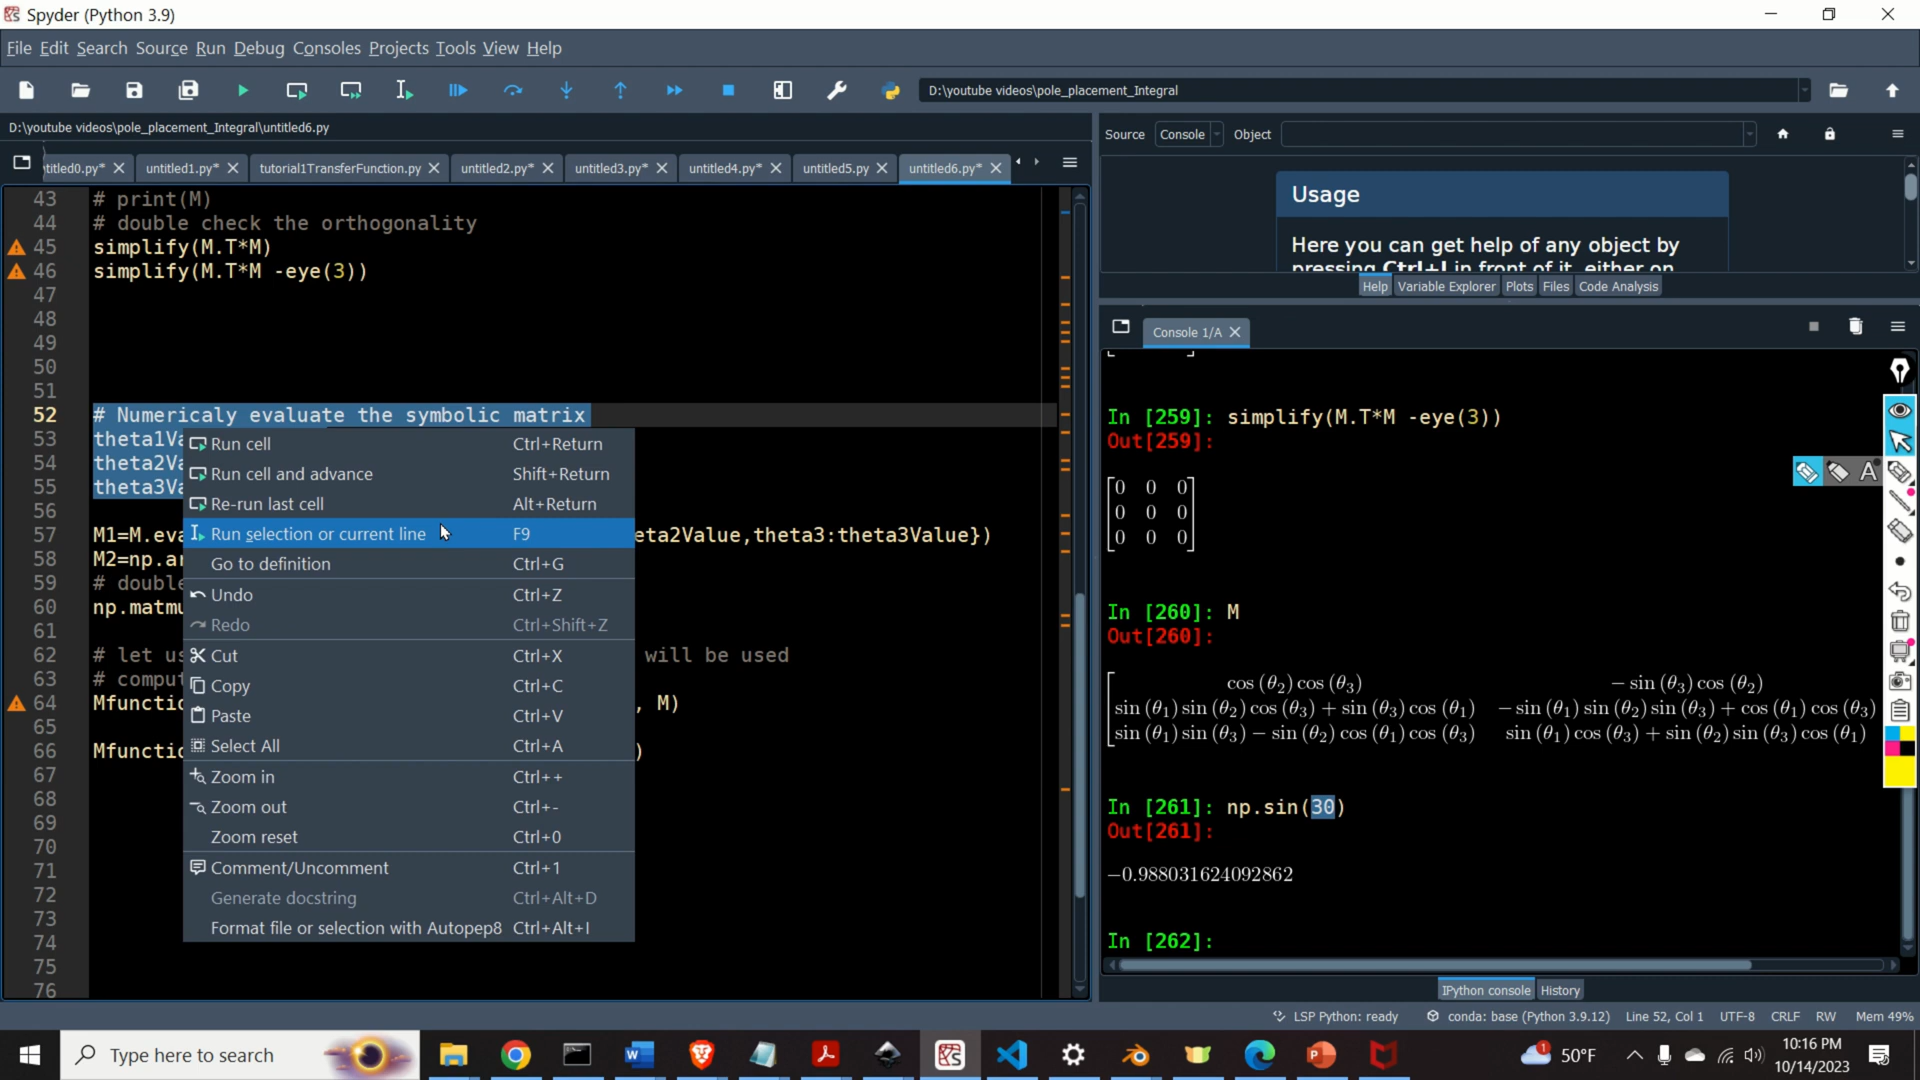 Spyder (Python 3.9)
File Edit Search Source Run Debug Consoles Projects Tools View Help
D:\youtube videos\pole_placement_Integral
D:\youtube videos\pole_placement_Integral\untitled6.py
Source Console Object
titled0.py* untitled1.py* tutorial1TransferFunction.py untitled2.py* untitled3.py* untitled4.py* untitled5.py untitled6.py*
43 # print(M)
44 # double check the orthogonality
45 simplify(M.T*M)
46 simplify(M.T*M -eye(3))
47
48
49
50
51
52 # Numericaly evaluate the symbolic matrix
53 theta1Va
54 theta2Va
55 theta3Va
56
57 M1=M.eva eta2Value,theta3:theta3Value})
58 M2=np.ar
59 # double
60 np.matmu
61
62 # let us will be used
63 # comput
64 Mfunctio , M)
65
66 Mfunctio )
67
68
69
70
71
72
73
74
75
76
Run cell Ctrl+Return
Run cell and advance Shift+Return
Re-run last cell Alt+Return
Run selection or current line F9
Go to definition Ctrl+G
Undo Ctrl+Z
Redo Ctrl+Shift+Z
Cut Ctrl+X
Copy Ctrl+C
Paste Ctrl+V
Select All Ctrl+A
Zoom in Ctrl++
Zoom out Ctrl+-
Zoom reset Ctrl+0
Comment/Uncomment Ctrl+1
Generate docstring Ctrl+Alt+D
Format file or selection with Autopep8 Ctrl+Alt+I
Usage
Here you can get help of any object by
pressing Ctrl+I in front of it, either on
Help Variable Explorer Plots Files Code Analysis
Console 1/A
In [259]: simplify(M.T*M -eye(3))
Out[259]:
0 0 0
0 0 0
0 0 0
In [260]: M
Out[260]:
cos (θ2) cos (θ3) − sin (θ3) cos (θ2)
sin (θ1) sin (θ2) cos (θ3) + sin (θ3) cos (θ1) − sin (θ1) sin (θ2) sin (θ3) + cos (θ1) cos (θ3)
sin (θ1) sin (θ3) − sin (θ2) cos (θ1) cos (θ3) sin (θ1) cos (θ3) + sin (θ2) sin (θ3) cos (θ1)
In [261]: np.sin(30)
Out[261]:
−0.988031624092862
In [262]:
IPython console History
A
LSP Python: ready conda: base (Python 3.9.12) Line 52, Col 1 UTF-8 CRLF RW Mem 49%
Type here to search
1
50°F
10:16 PM
10/14/2023